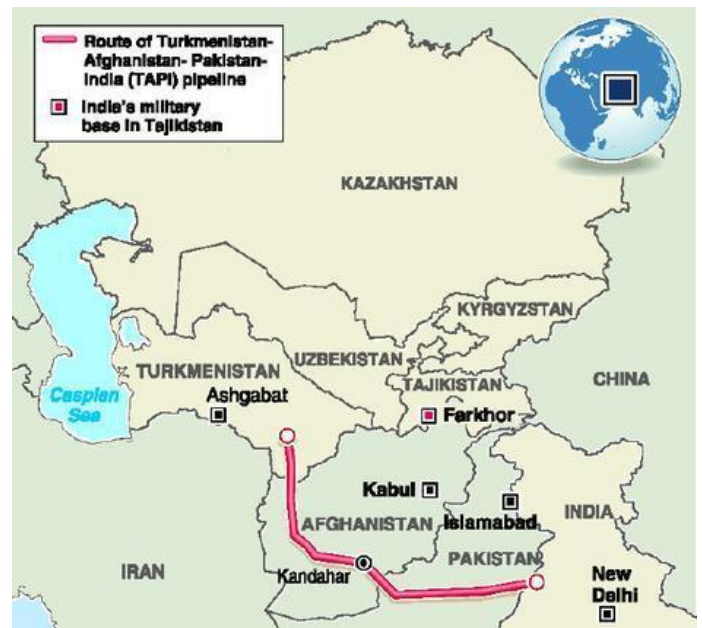 Route of Turkmenistan-
Afghanistan- Pakistan-
India (TAPI) pipeline
India's military
base in Tajikistan
KAZAKHSTAN
KYRGYZSTAN
UZBEKISTAN
TURKMENISTAN
TAJIKISTAN
CHINA
Caspian
Sea
Ashgabat
Farkhor
Kabul
Islamabad
INDIA
AFGHANISTAN
PAKISTAN
IRAN
Kandahar
New
Delhi